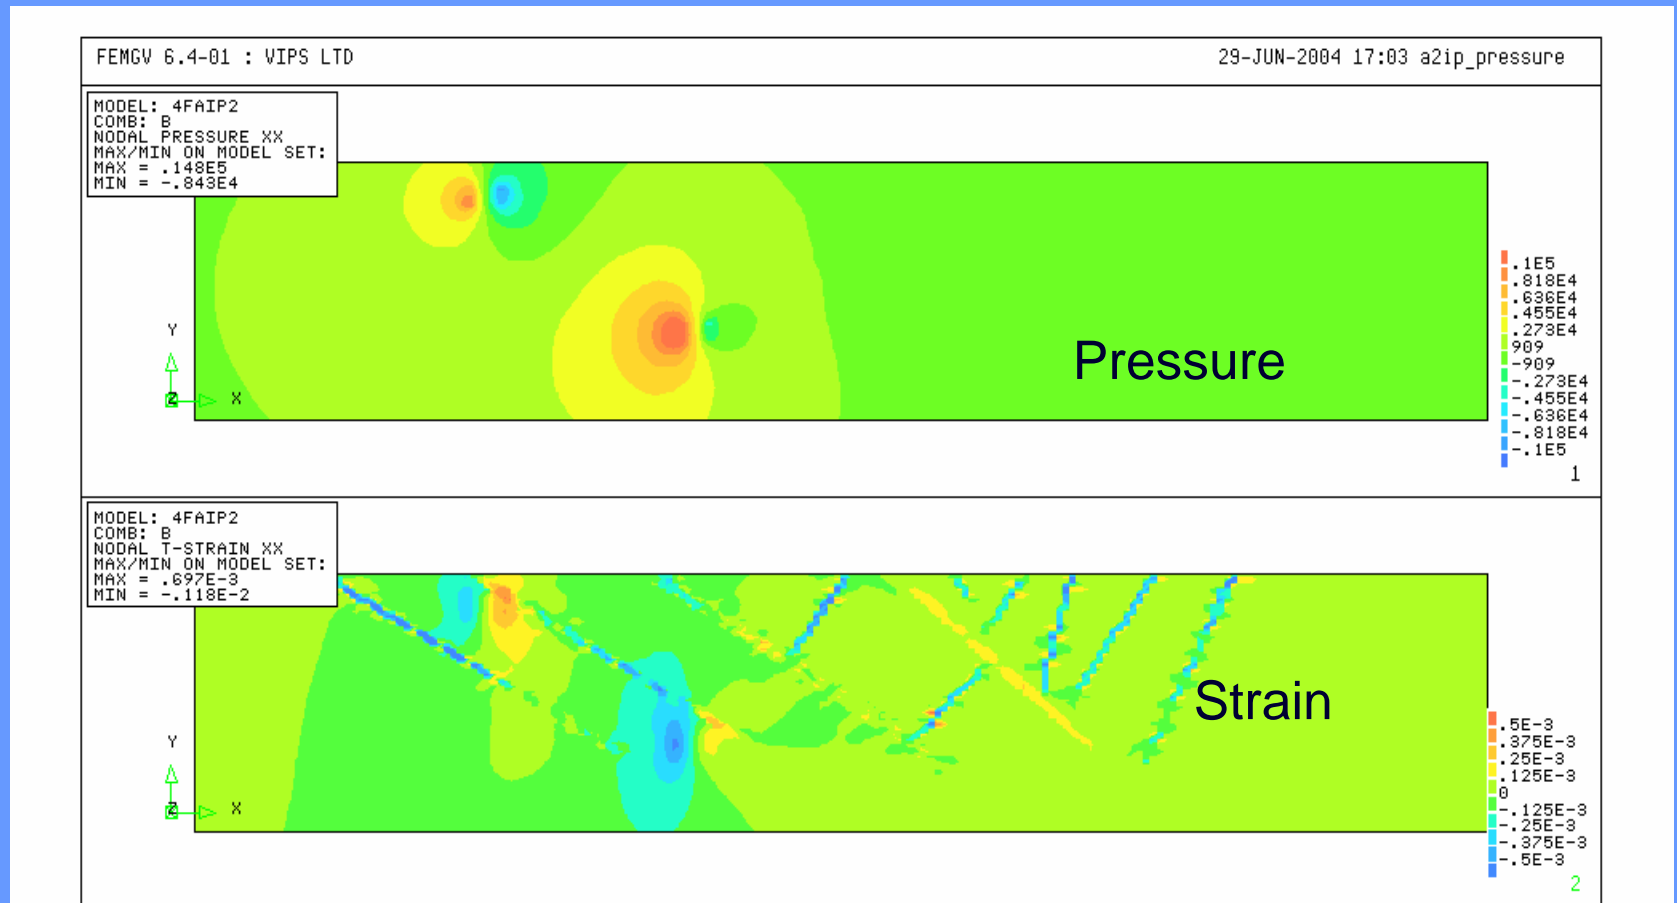 FEMGV 6.4-01 : VIPS LTD
29-JUN-2004 17:03 a2ip_pressure
MODEL: 4FAIP2
COMB: B
NODAL PRESSURE XX
MAX/MIN ON MODEL SET:
MAX = .148E5
MIN = -.843E4
Y
Z
X
Pressure
.1E5
.818E4
.636E4
.455E4
.273E4
909
-909
-.273E4
-.455E4
-.636E4
-.818E4
-.1E5
1
MODEL: 4FAIP2
COMB: B
NODAL T-STRAIN XX
MAX/MIN ON MODEL SET:
MAX = .697E-3
MIN = -.118E-2
Y
Z
X
Strain
.5E-3
.375E-3
.25E-3
.125E-3
0
-.125E-3
-.25E-3
-.375E-3
-.5E-3
2